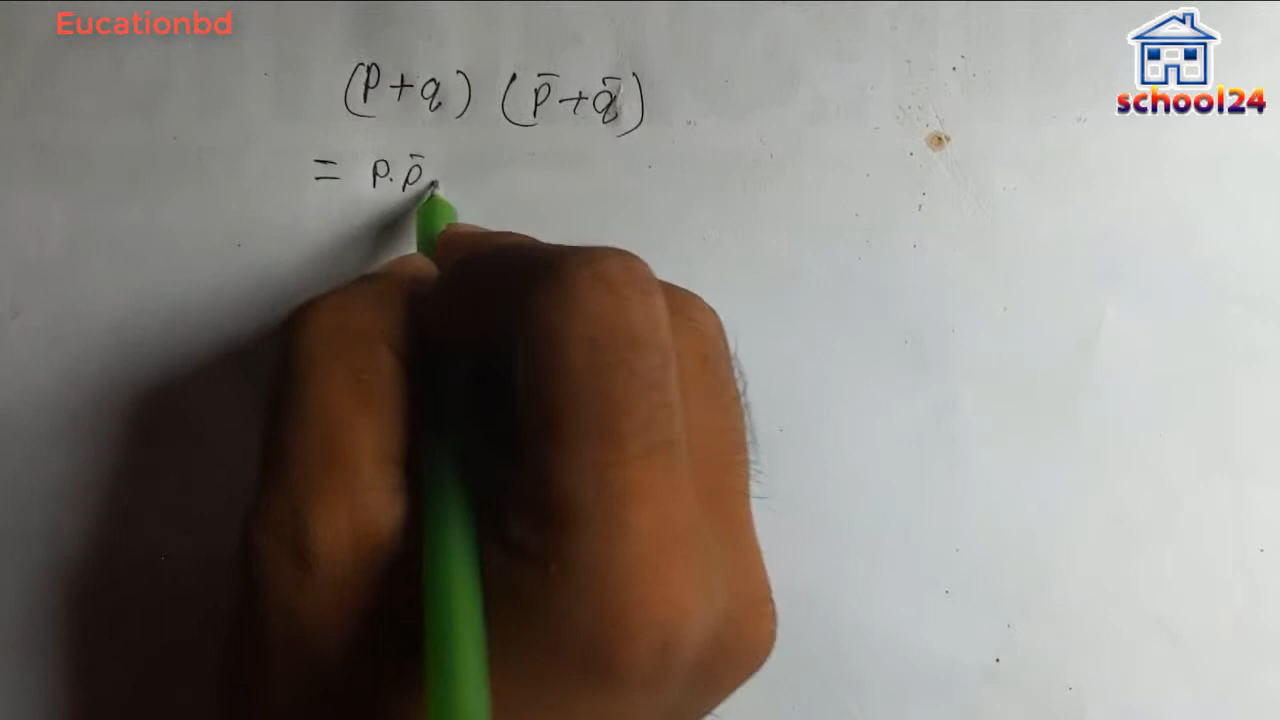 Eucationbd
school24
(p+q) (p̄+q̄)
= p.p̄